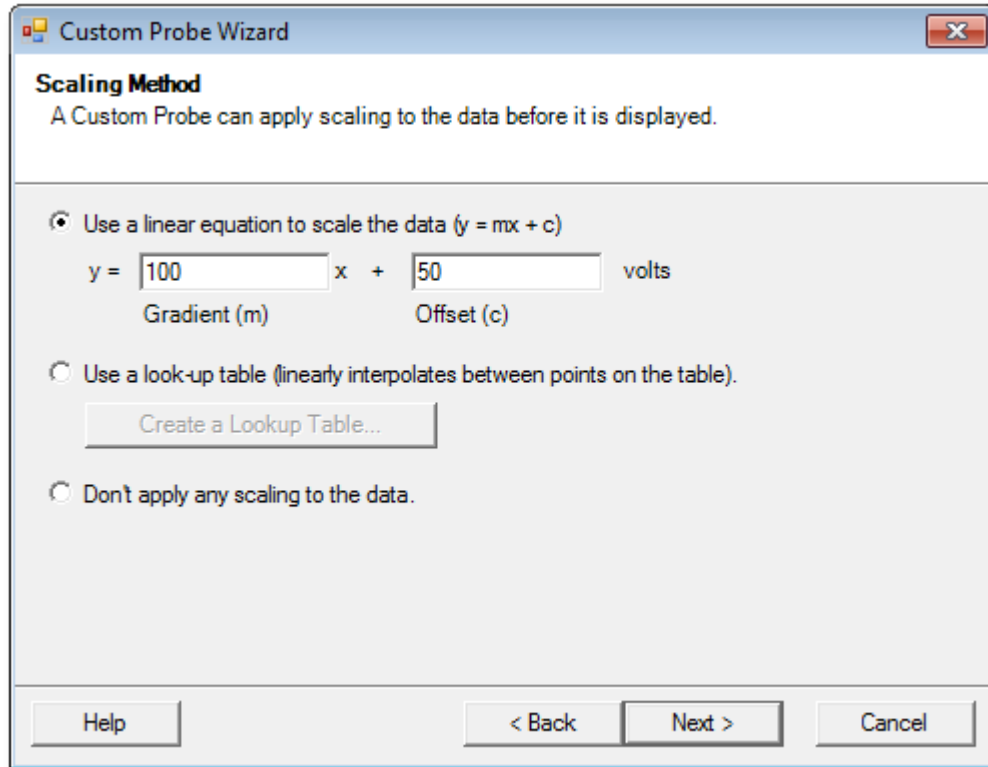 Custom Probe Wizard
Scaling Method
A Custom Probe can apply scaling to the data before it is displayed.
Use a linear equation to scale the data (y = mx + c)
y = 100 x + 50 volts
Gradient (m) Offset (c)
Use a look-up table (linearly interpolates between points on the table).
Create a Lookup Table...
Don't apply any scaling to the data.
Help < Back Next > Cancel